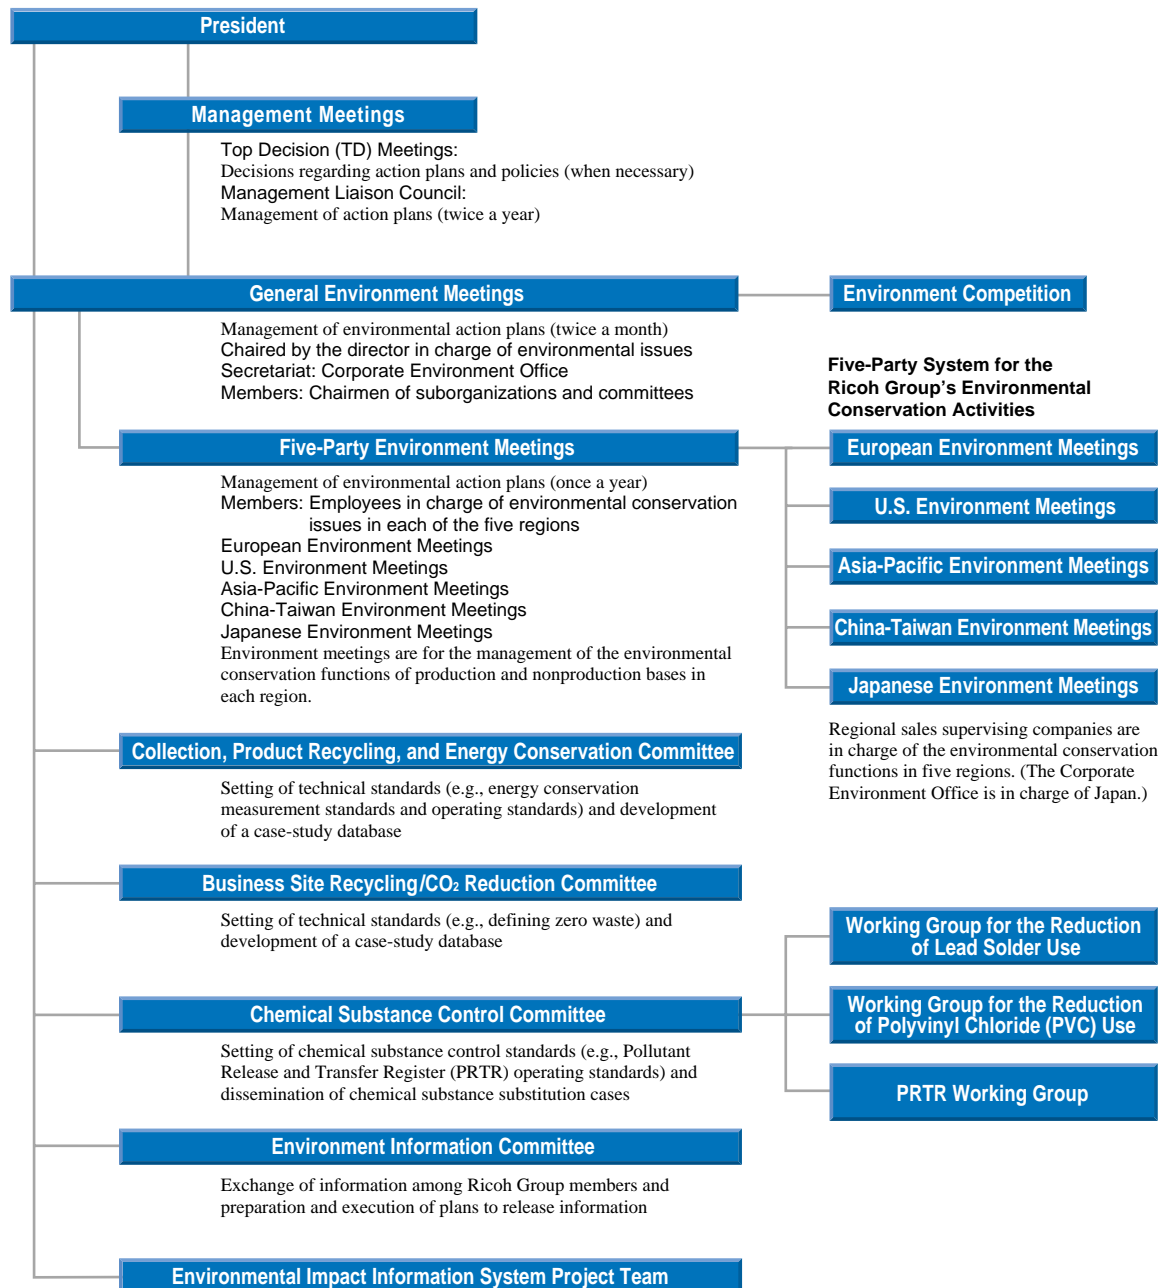 President
Management Meetings
Top Decision (TD) Meetings:
Decisions regarding action plans and policies (when necessary)
Management Liaison Council:
Management of action plans (twice a year)
General Environment Meetings
Environment Competition
Management of environmental action plans (twice a month)
Chaired by the director in charge of environmental issues
Secretariat: Corporate Environment Office
Members: Chairmen of suborganizations and committees
Five-Party System for the
Ricoh Group's Environmental
Conservation Activities
Five-Party Environment Meetings
Management of environmental action plans (once a year)
Members: Employees in charge of environmental conservation
issues in each of the five regions
European Environment Meetings
U.S. Environment Meetings
Asia-Pacific Environment Meetings
China-Taiwan Environment Meetings
Japanese Environment Meetings
Environment meetings are for the management of the environmental
conservation functions of production and nonproduction bases in
each region.
European Environment Meetings
U.S. Environment Meetings
Asia-Pacific Environment Meetings
China-Taiwan Environment Meetings
Japanese Environment Meetings
Regional sales supervising companies are
in charge of the environmental conservation
functions in five regions. (The Corporate
Environment Office is in charge of Japan.)
Collection, Product Recycling, and Energy Conservation Committee
Setting of technical standards (e.g., energy conservation
measurement standards and operating standards) and development
of a case-study database
Business Site Recycling/CO₂ Reduction Committee
Setting of technical standards (e.g., defining zero waste) and
development of a case-study database
Chemical Substance Control Committee
Setting of chemical substance control standards (e.g., Pollutant
Release and Transfer Register (PRTR) operating standards) and
dissemination of chemical substance substitution cases
Working Group for the Reduction
of Lead Solder Use
Working Group for the Reduction
of Polyvinyl Chloride (PVC) Use
PRTR Working Group
Environment Information Committee
Exchange of information among Ricoh Group members and
preparation and execution of plans to release information
Environmental Impact Information System Project Team